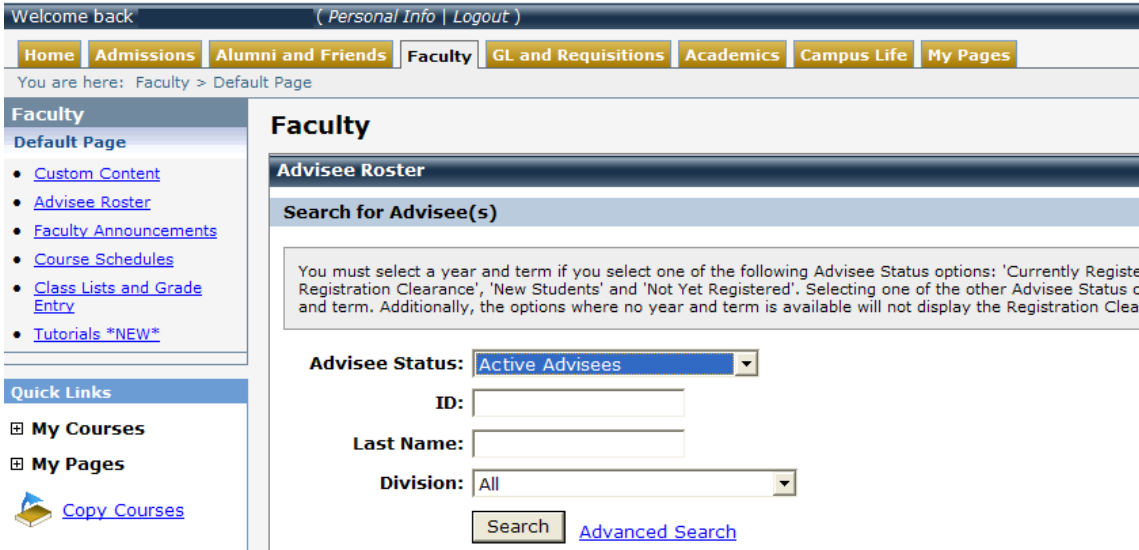 Welcome back ( Personal Info | Logout )
Home Admissions Alumni and Friends Faculty GL and Requisitions Academics Campus Life My Pages
You are here: Faculty > Default Page
Faculty
Default Page
Custom Content
Advisee Roster
Faculty Announcements
Course Schedules
Class Lists and Grade
Entry
Tutorials *NEW*
Quick Links
My Courses
My Pages
Copy Courses
Faculty
Advisee Roster
Search for Advisee(s)
You must select a year and term if you select one of the following Advisee Status options: 'Currently Registe
Registration Clearance', 'New Students' and 'Not Yet Registered'. Selecting one of the other Advisee Status o
and term. Additionally, the options where no year and term is available will not display the Registration Clea
Advisee Status: Active Advisees
ID:
Last Name:
Division: All
Search Advanced Search